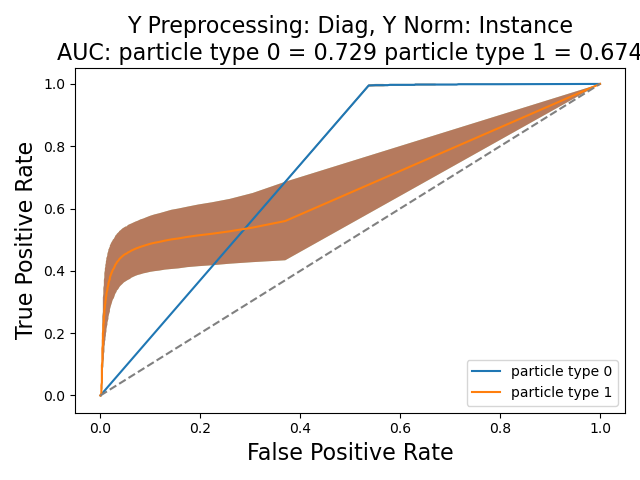 Y Preprocessing: Diag, Y Norm: Instance
AUC: particle type 0 = 0.729 particle type 1 = 0.674
True Positive Rate
1.0
0.8
0.6
0.4
0.2
0.0
particle type 0
particle type 1
0.0 0.2 0.4 0.6 0.8 1.0
False Positive Rate